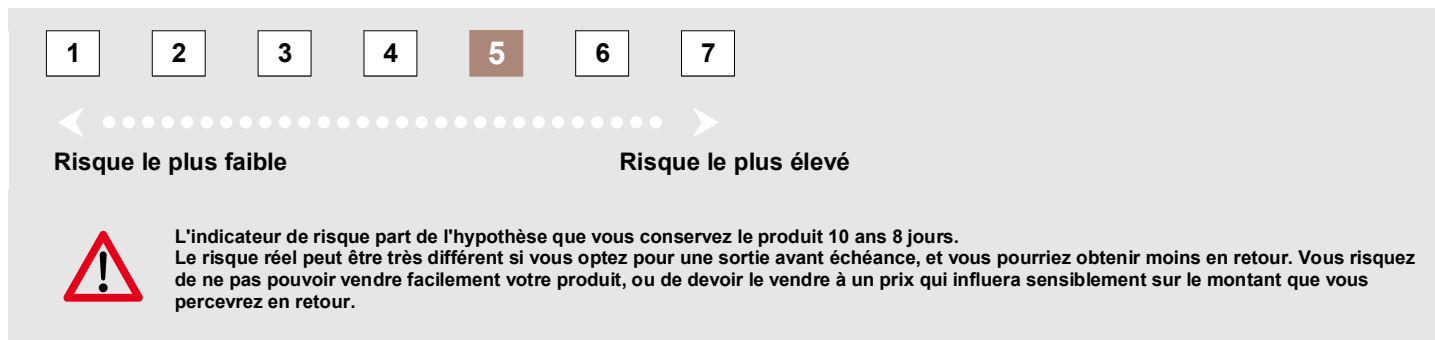 1 2 3 4 5 6 7
Risque le plus faible Risque le plus élevé
L'indicateur de risque part de l'hypothèse que vous conservez le produit 10 ans 8 jours.
Le risque réel peut être très différent si vous optez pour une sortie avant échéance, et vous pourriez obtenir moins en retour. Vous risquez
de ne pas pouvoir vendre facilement votre produit, ou de devoir le vendre à un prix qui influera sensiblement sur le montant que vous
percevrez en retour.